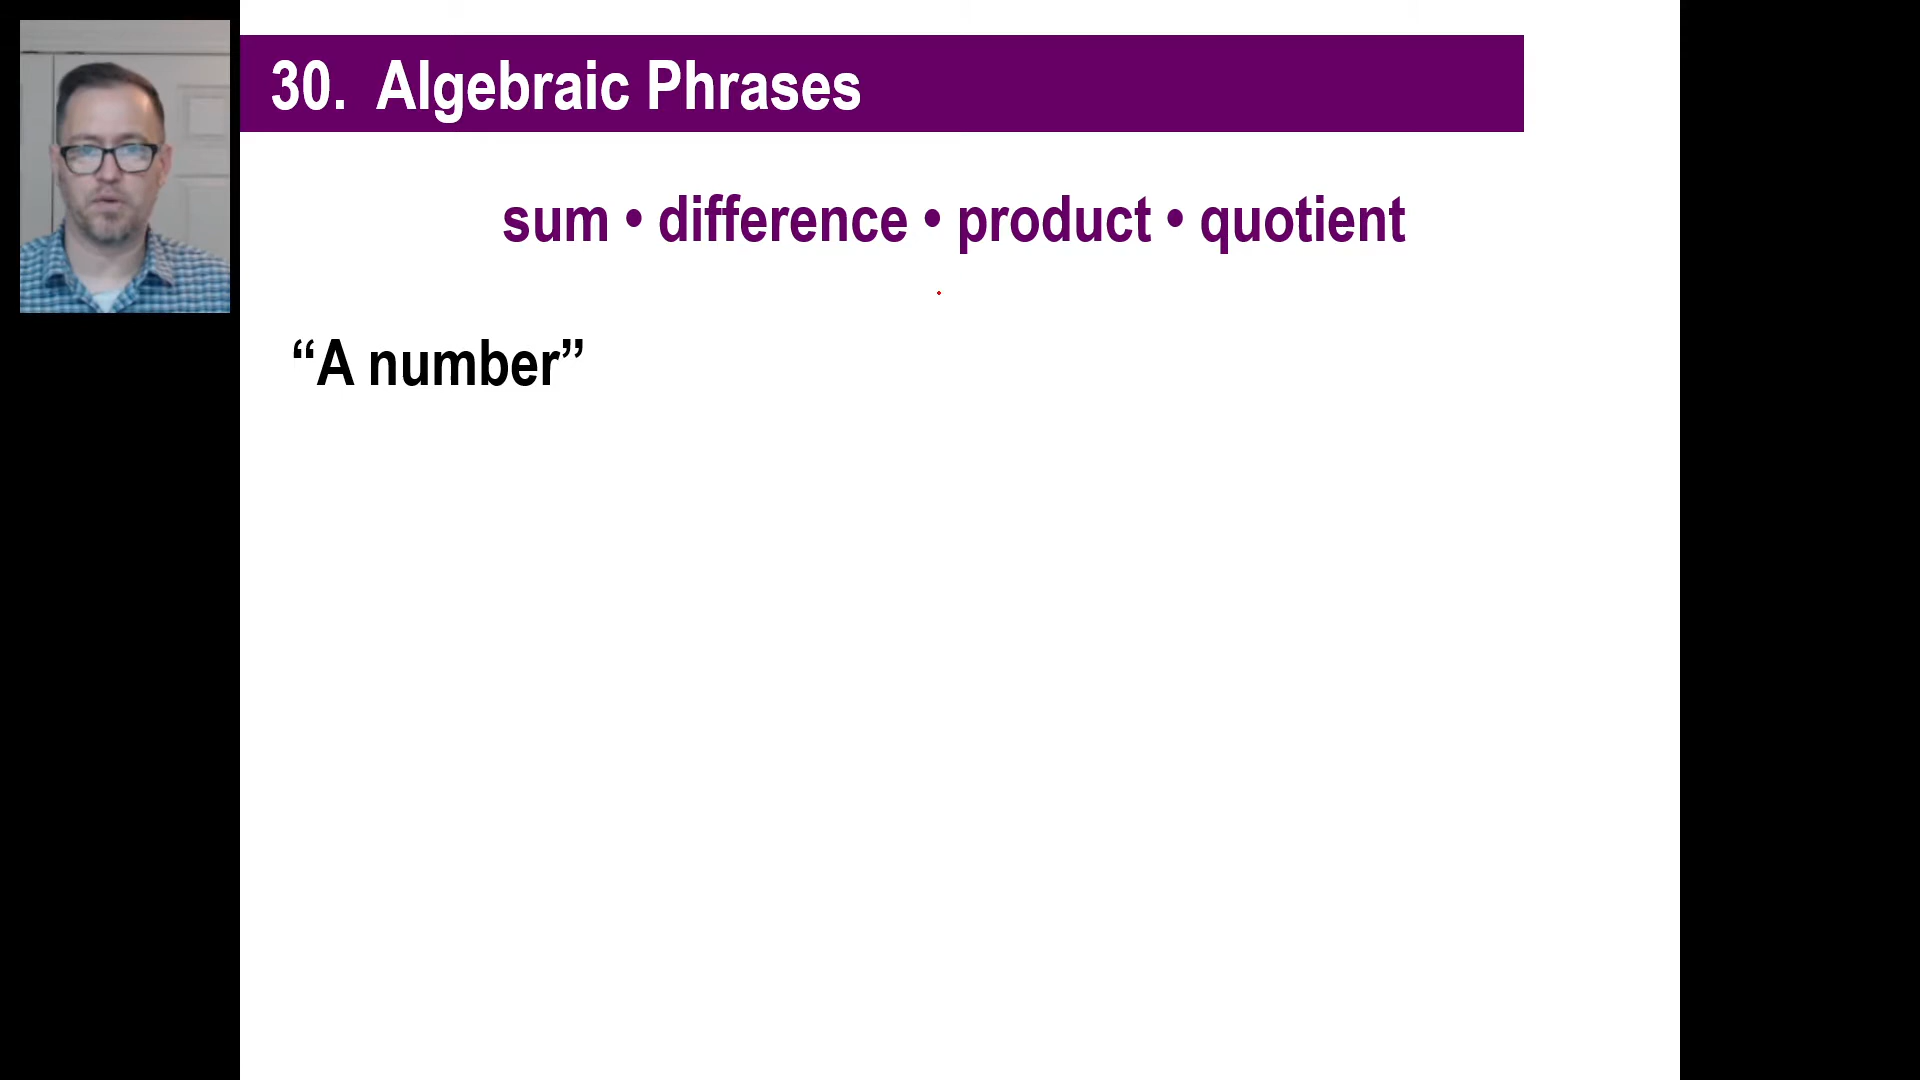 30. Algebraic Phrases
sum • difference • product • quotient
“A number”